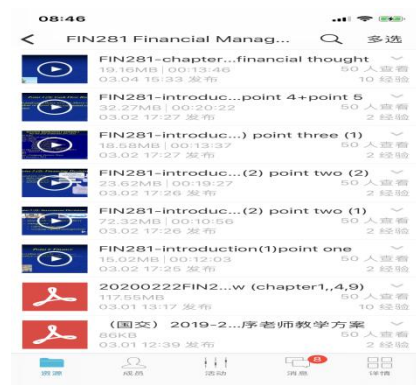 08:46
FIN281 Financial Manag... 多选
FIN281-chapter...financial thought
19.16MB | 00:13:46 50 人查看
03.04 15:33 发布 10 经验
FIN281-introduc...point 4+point 5
32.27MB | 00:20:22 50 人查看
03.02 17:27 发布 2 经验
FIN281-introduc...) point three (1)
18.58MB | 00:13:37 50 人查看
03.02 17:27 发布 2 经验
FIN281-introduc...(2) point two (2)
23.62MB | 00:19:27 50 人查看
03.02 17:26 发布 2 经验
FIN281-introduc...(2) point two (1)
72.32MB | 00:10:56 50 人查看
03.02 17:26 发布 2 经验
FIN281-introduction(1)point one
15.02MB | 00:12:03 50 人查看
03.02 17:25 发布 2 经验
20200222FIN2...w (chapter1,,4,9)
117.55MB 50 人查看
03.01 13:17 发布 10 经验
（国交） 2019-2...序老师教学方案
86KB 50 人查看
03.01 12:39 发布 2 经验
8
资源 成员 活动 消息 详情